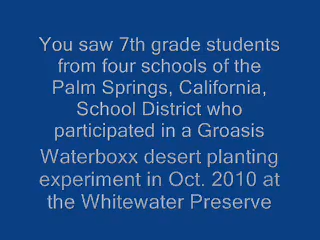 You saw 7th grade students
from four schools of the
Palm Springs, California,
School District who
participated in a Groasis
Waterboxx desert planting
experiment in Oct. 2010 at
the Whitewater Preserve